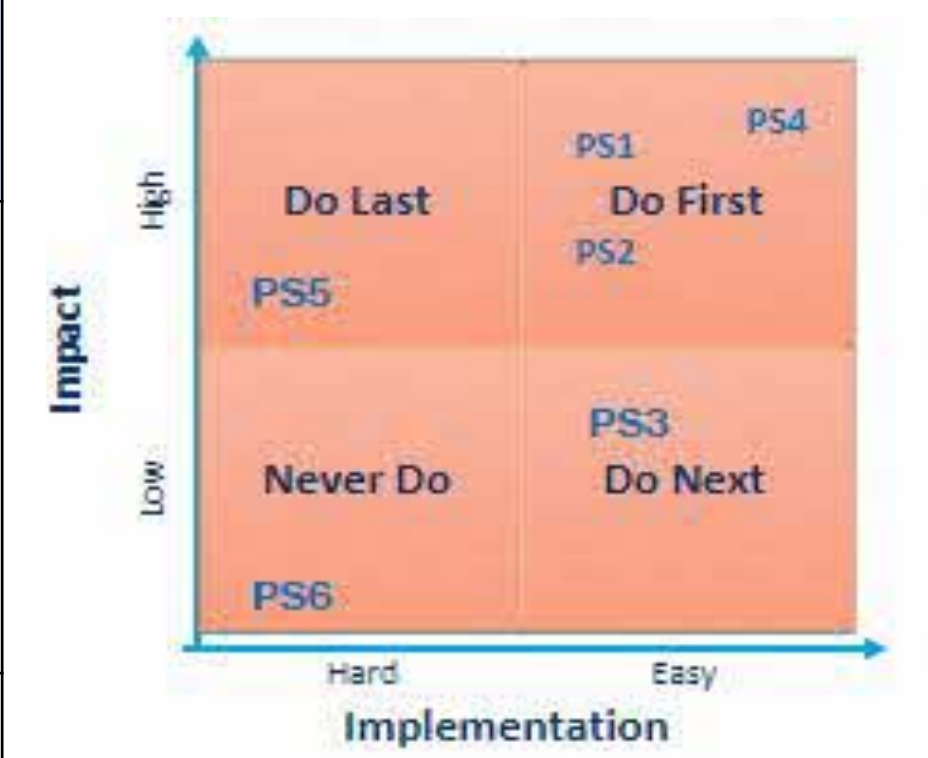 PS4
PS1
High
Do Last
Do First
PS2
PS5
Impact
PS3
Low
Never Do
Do Next
PS6
Hard
Easy
Implementation